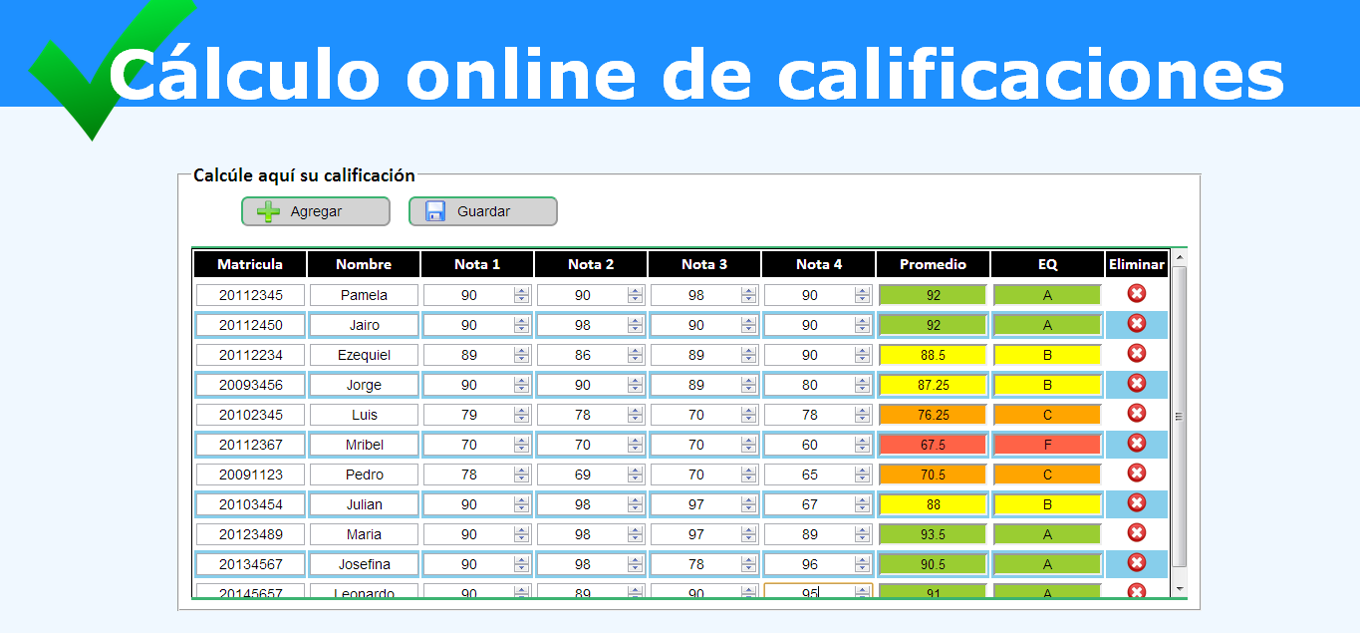 Cálculo online de calificaciones
Calcúle aquí su calificación
Agregar Guardar
Matricula Nombre Nota 1 Nota 2 Nota 3 Nota 4 Promedio EQ Eliminar
20112345 Pamela 90 90 98 90 92 A
20112450 Jairo 90 98 90 90 92 A
20112234 Ezequiel 89 86 89 90 88.5 B
20093456 Jorge 90 90 89 80 87.25 B
20102345 Luis 79 78 70 78 76.25 C
20112367 Mribel 70 70 70 60 67.5 F
20091123 Pedro 78 69 70 65 70.5 C
20103454 Julian 90 98 97 67 88 B
20123489 Maria 90 98 97 89 93.5 A
20134567 Josefina 90 98 78 96 90.5 A
20145657 Leonardo 90 89 90 95 91 A